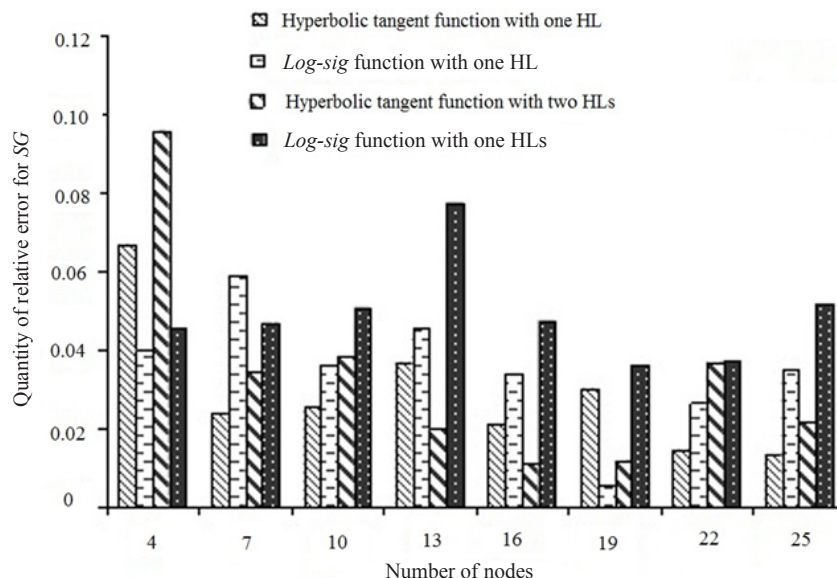 Hyperbolic tangent function with one HL
Log-sig function with one HL
Hyperbolic tangent function with two HLs
Log-sig function with one HLs
Quantity of relative error for SG
0.12
0.10
0.08
0.06
0.04
0.02
0
4 7 10 13 16 19 22 25
Number of nodes